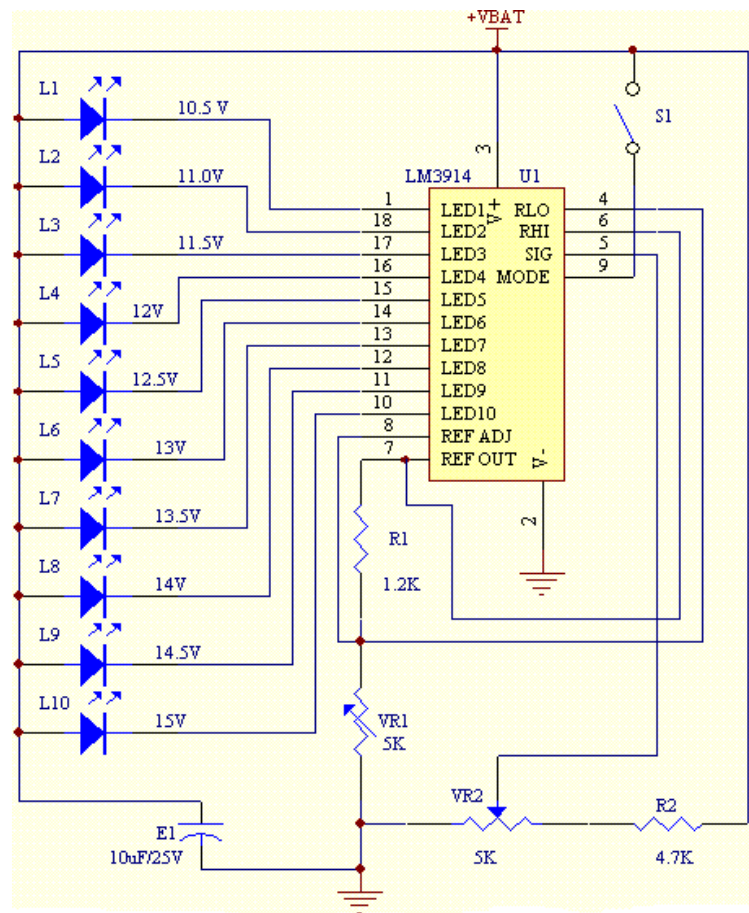 +VBAT
L1
10.5 V
S1
L2
11.0V
3
LM3914
U1
L3
11.5V
1
LED1
V+
RLO
4
18
LED2
RHI
6
17
LED3
SIG
5
16
LED4
MODE
9
L4
12V
15
LED5
14
LED6
13
LED7
12
LED8
11
LED9
10
LED10
8
REF ADJ
7
REF OUT
V-
L5
12.5V
L6
13V
L7
13.5V
2
R1
1.2K
L8
14V
L9
14.5V
L10
15V
VR1
5K
VR2
5K
R2
4.7K
E1
10uF/25V